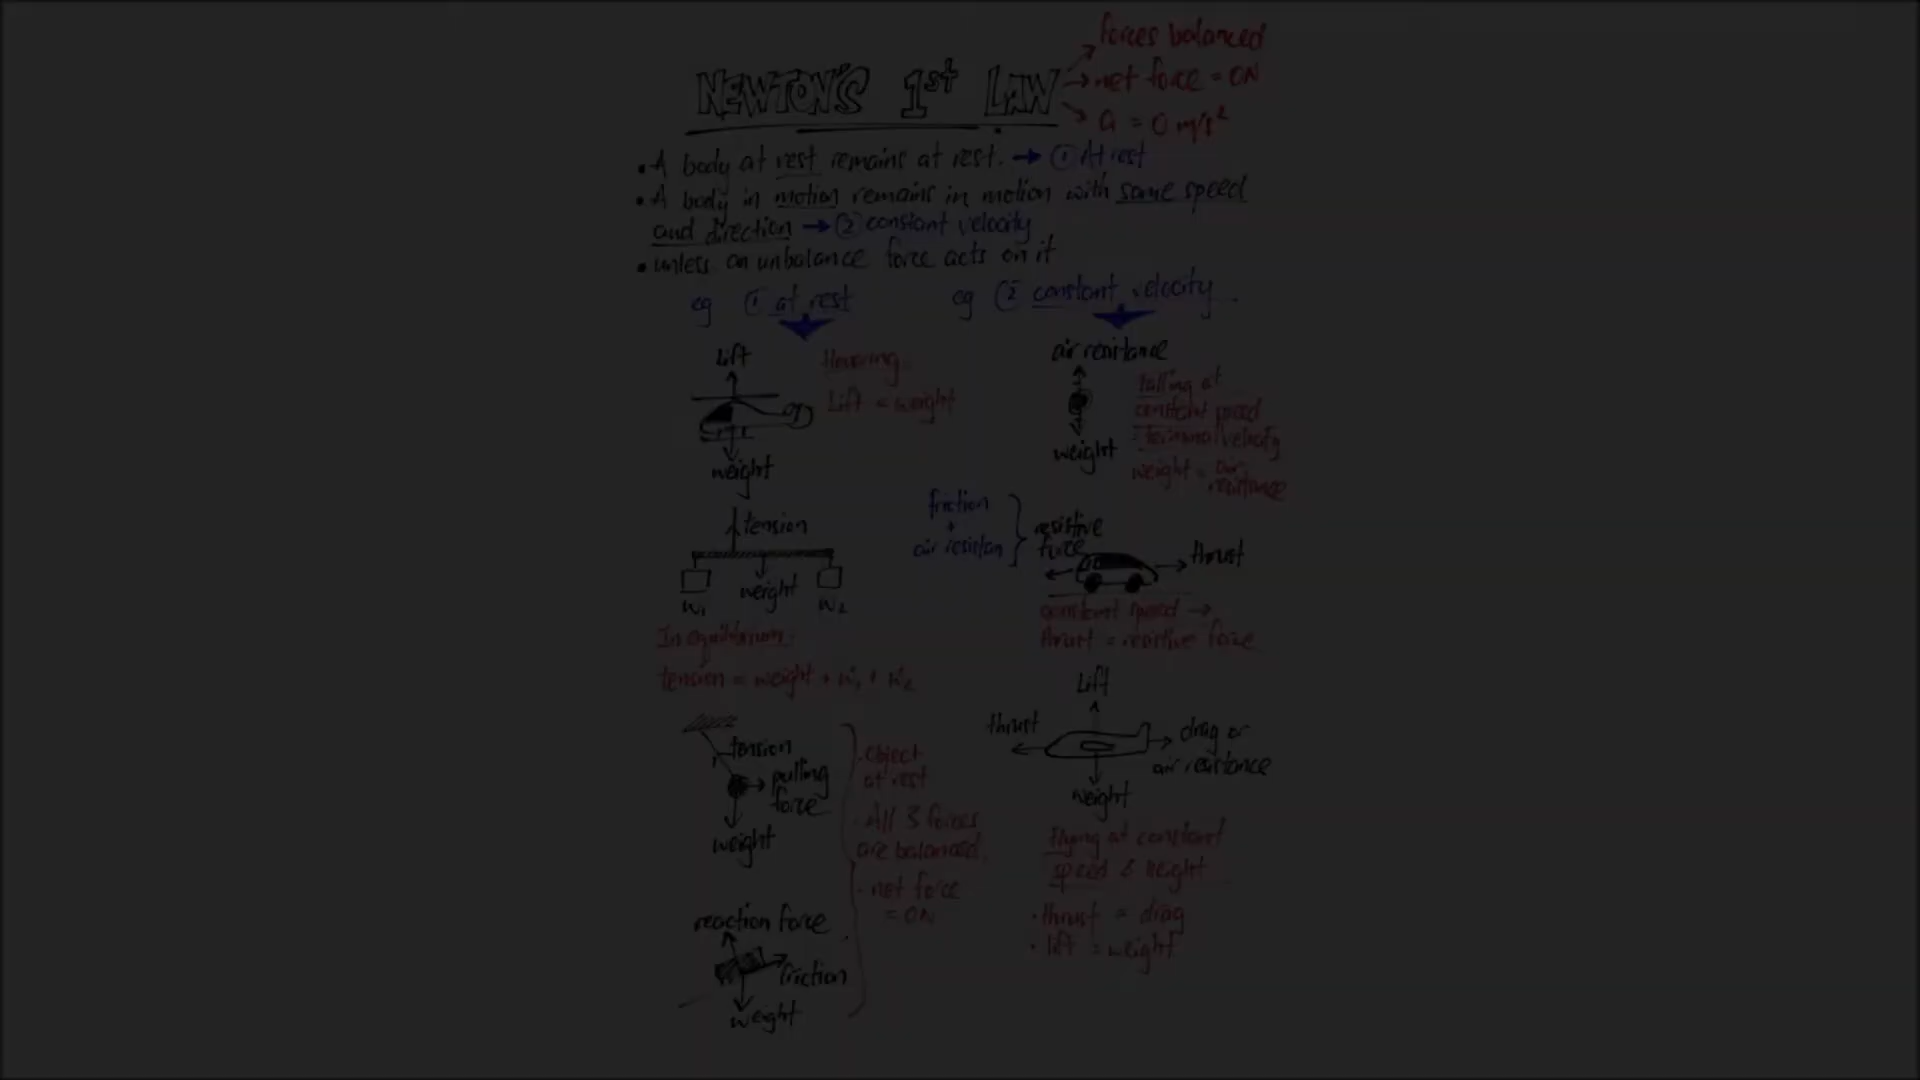 forces balanced
NEWTON'S 1st LAW
net force = 0N
a = 0 m/s²
• A body at rest remains at rest. → ① At rest
• A body in motion remains in motion with same speed
and direction → ② constant velocity
• unless an unbalance force acts on it
eg ① at rest
eg ② constant velocity.
Lift
Hovering
Lift = weight
weight
air resistance
falling at
constant speed
= terminal velocity
weight = air
resistance
weight
tension
weight
W₁
W₂
In equilibrium.
tension = weight + W₁ + W₂
friction
+
air resistan
resistive
force
thrust
constant speed →
thrust = resistive force
tension
pulling
force
weight
reaction force
friction
weight
. object
at rest
. All 3 forces
are balanced.
. net force
= 0N
Lift
thrust
drag or
air resistance
weight
Flying at constant
speed & height
. thrust = drag
. lift = weight